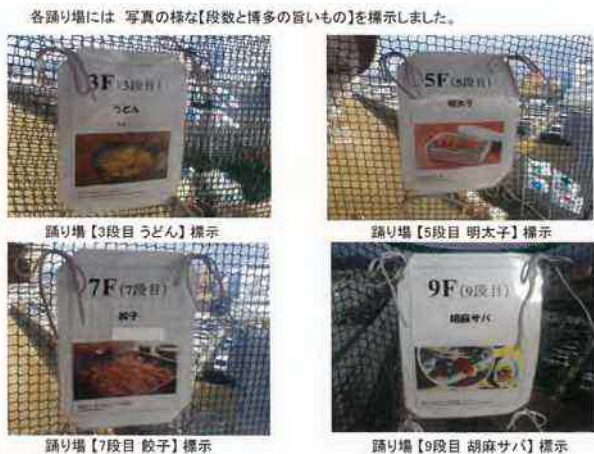 各踊り場には 写真の様な【段数と博多の旨いもの】を標示しました。
3F(3段目)
うどん
5F(5段目)
明太子
踊り場【3段目 うどん】標示
踊り場【5段目 明太子】標示
7F(7段目)
餃子
9F(9段目)
胡麻サバ
踊り場【7段目 餃子】標示
踊り場【9段目 胡麻サバ】標示